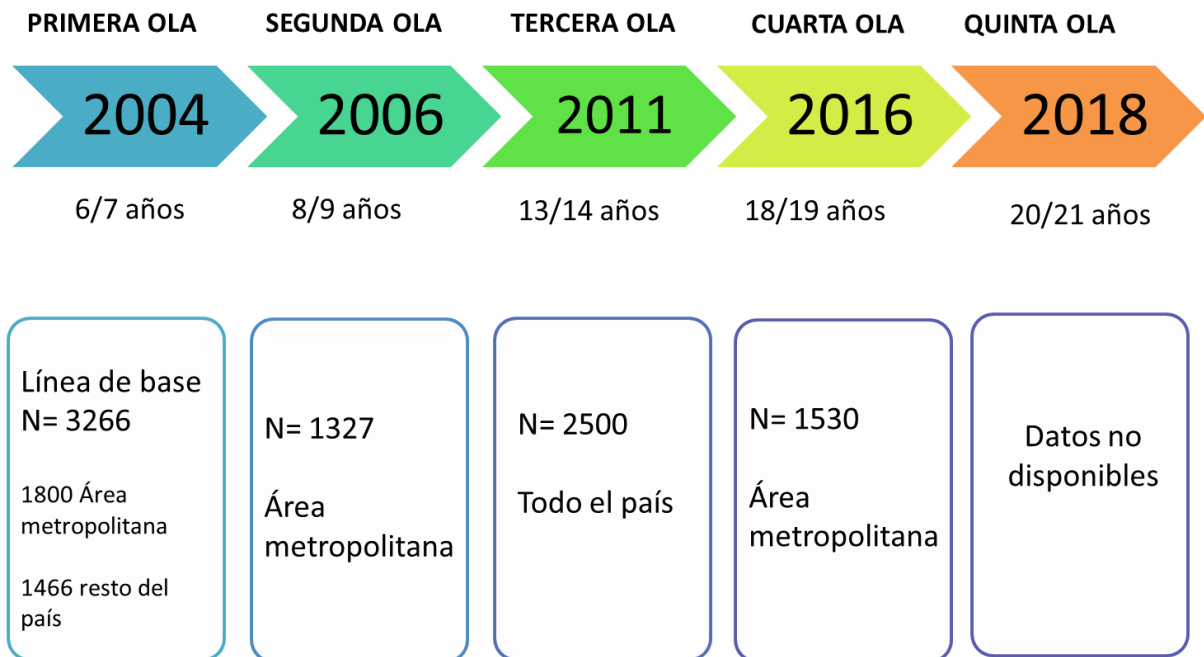 PRIMERA OLA
SEGUNDA OLA
TERCERA OLA
CUARTA OLA
QUINTA OLA
2004
2006
2011
2016
2018
6/7 años
8/9 años
13/14 años
18/19 años
20/21 años
Línea de base
N= 3266
1800 Área
metropolitana
1466 resto del
país
N= 1327
Área
metropolitana
N= 2500
Todo el país
N= 1530
Área
metropolitana
Datos no
disponibles